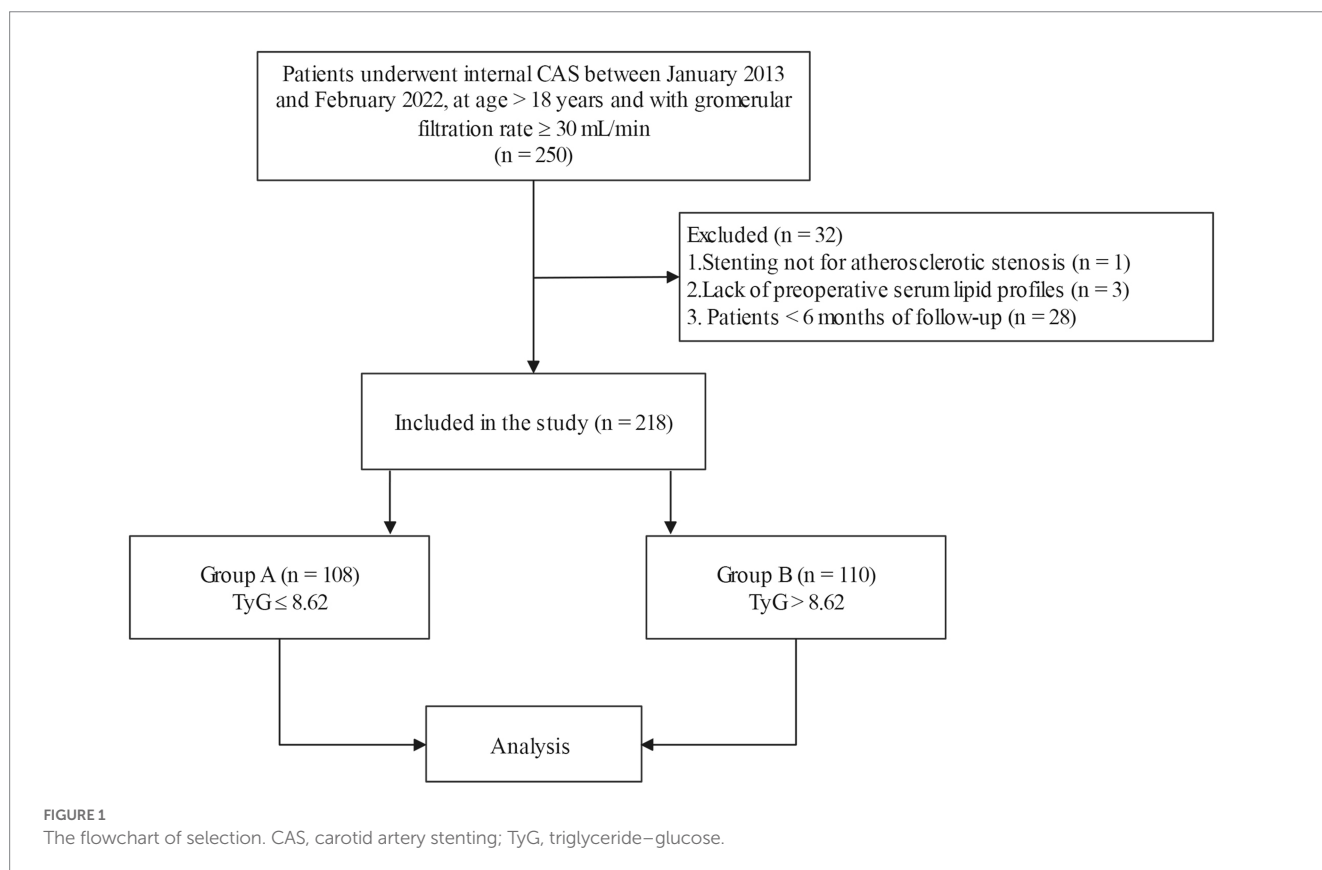 Patients underwent internal CAS between January 2013
and February 2022, at age > 18 years and with gromerular
filtration rate ≥ 30 mL/min
(n = 250)
Excluded (n = 32)
1.Stenting not for atherosclerotic stenosis (n = 1)
2.Lack of preoperative serum lipid profiles (n = 3)
3. Patients < 6 months of follow-up (n = 28)
Included in the study (n = 218)
Group A (n = 108)
TyG ≤ 8.62
Group B (n = 110)
TyG > 8.62
Analysis
FIGURE 1
The flowchart of selection. CAS, carotid artery stenting; TyG, triglyceride–glucose.